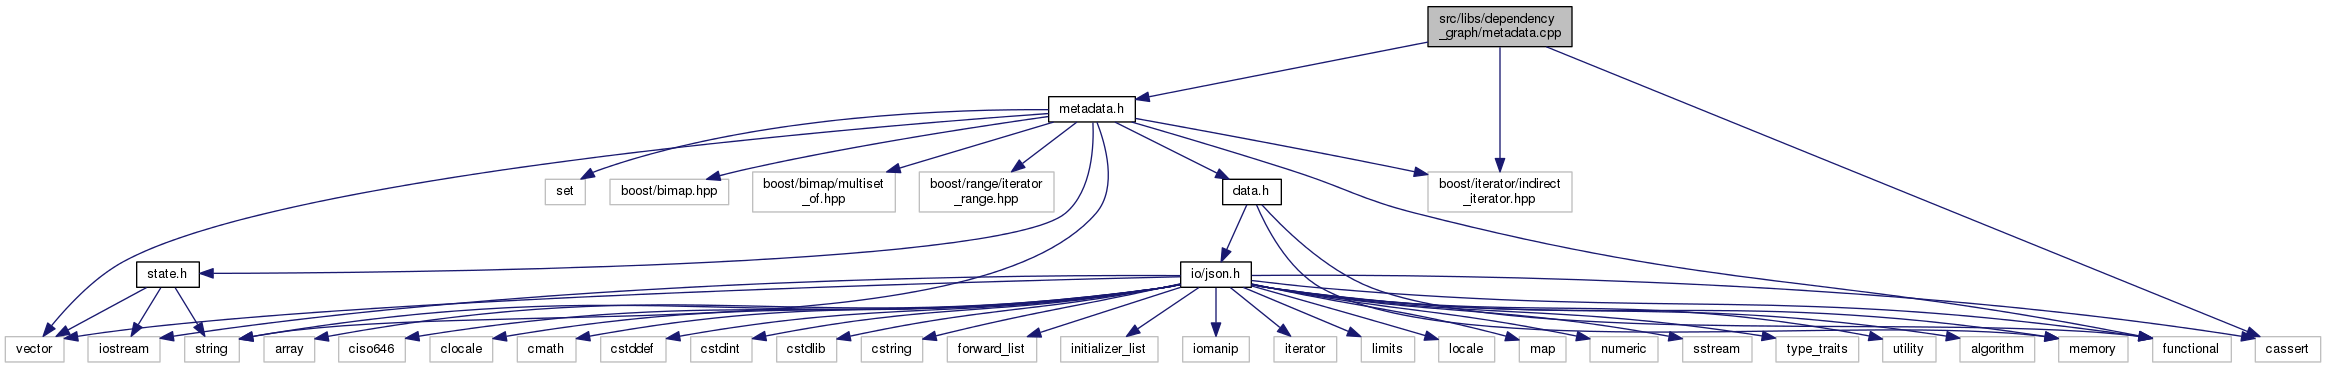 src/libs/dependency
_graph/metadata.cpp
metadata.h
set
boost/bimap.hpp
boost/bimap/multiset
_of.hpp
boost/range/iterator
_range.hpp
data.h
boost/iterator/indirect
_iterator.hpp
state.h
io/json.h
vector
iostream
string
array
ciso646
clocale
cmath
cstddef
cstdint
cstdlib
cstring
forward_list
initializer_list
iomanip
iterator
limits
locale
map
numeric
sstream
type_traits
utility
algorithm
memory
functional
cassert